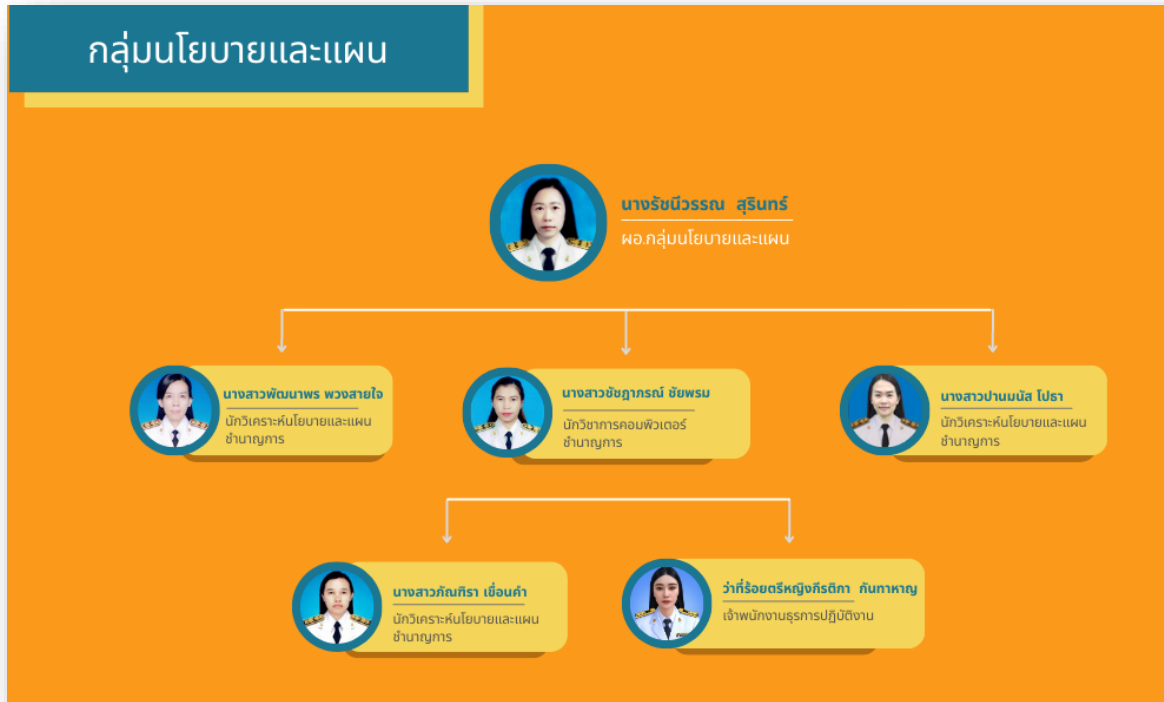 กลุ่มนโยบายและแผน
นางรัชนีวรรณ สุรินทร์
ผอ.กลุ่มนโยบายและแผน
นางสาวพัฒนาพร พวงสายใจ
นักวิเคราะห์นโยบายและแผน
ชำนาญการ
นางสาวชัชฎาภรณ์ ชัยพรม
นักวิชาการคอมพิวเตอร์
ชำนาญการ
นางสาวปานมนัส โปธา
นักวิเคราะห์นโยบายและแผน
ชำนาญการ
นางสาวภัณฑิรา เขื่อนคำ
นักวิเคราะห์นโยบายและแผน
ชำนาญการ
ว่าที่ร้อยตรีหญิงกีรติกา กันทาหาญ
เจ้าพนักงานธุรการปฏิบัติงาน